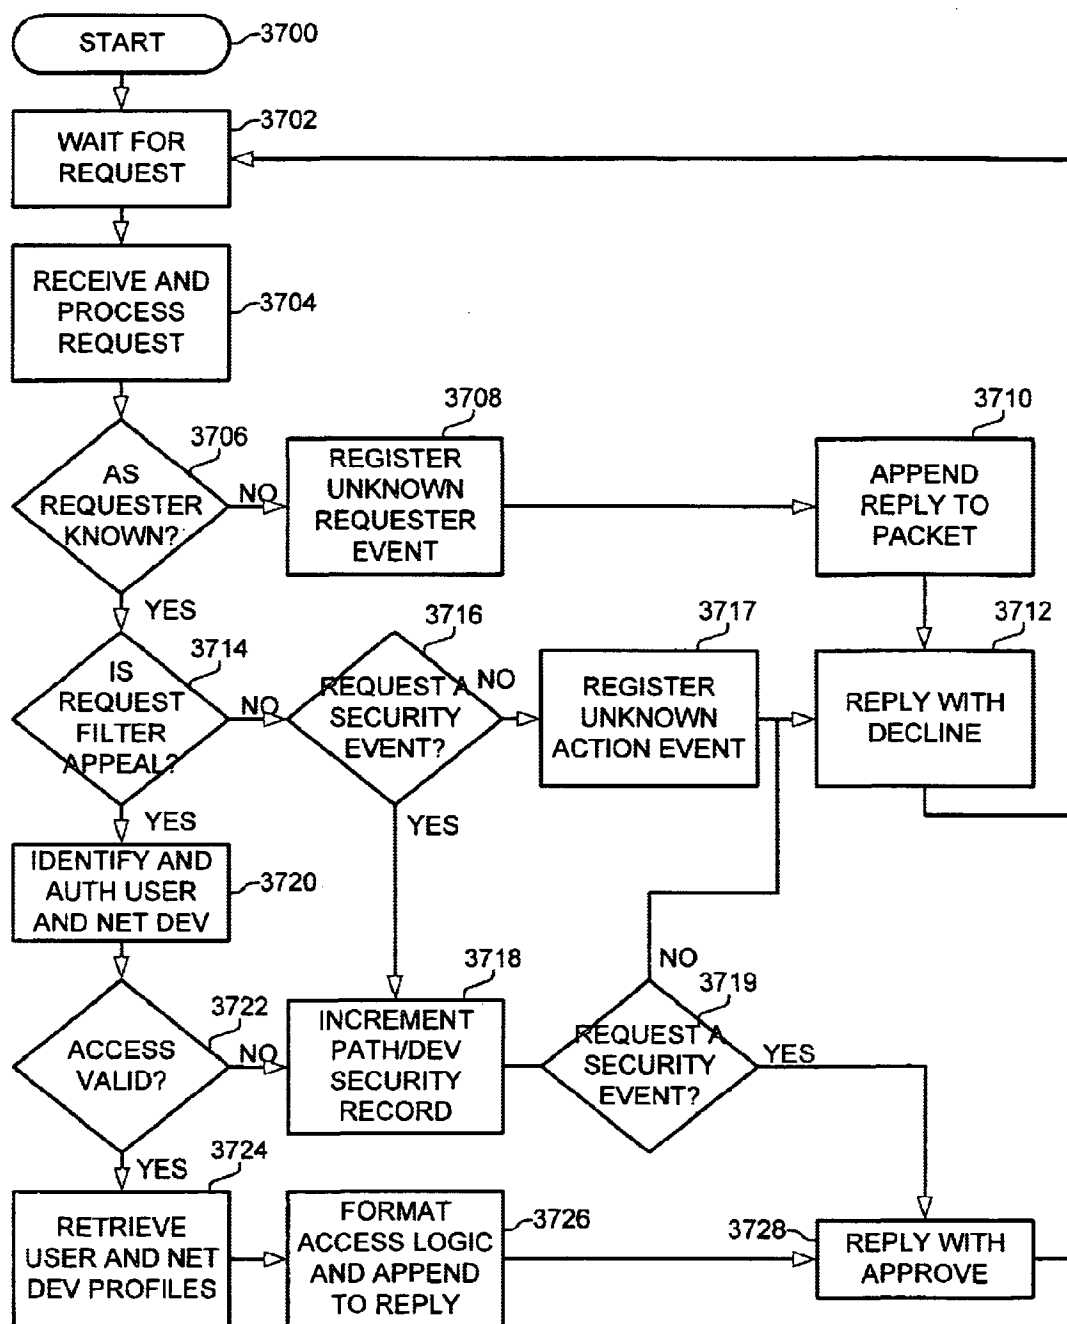 START
3700
3702
WAIT FOR
REQUEST
RECEIVE AND
PROCESS
REQUEST
3704
3706
AS
REQUESTER
KNOWN?
NO
YES
3708
REGISTER
UNKNOWN
REQUESTER
EVENT
3710
APPEND
REPLY TO
PACKET
3714
IS
REQUEST
FILTER
APPEAL?
NO
YES
3716
REQUEST A
SECURITY
EVENT?
NO
YES
3717
REGISTER
UNKNOWN
ACTION EVENT
3712
REPLY WITH
DECLINE
IDENTIFY AND
AUTH USER
AND NET DEV
3720
3722
ACCESS
VALID?
NO
YES
3718
INCREMENT
PATH/DEV
SECURITY
RECORD
NO
3719
REQUEST A
SECURITY
EVENT?
YES
3724
RETRIEVE
USER AND NET
DEV PROFILES
FORMAT
ACCESS LOGIC
AND APPEND
TO REPLY
3726
3728
REPLY WITH
APPROVE